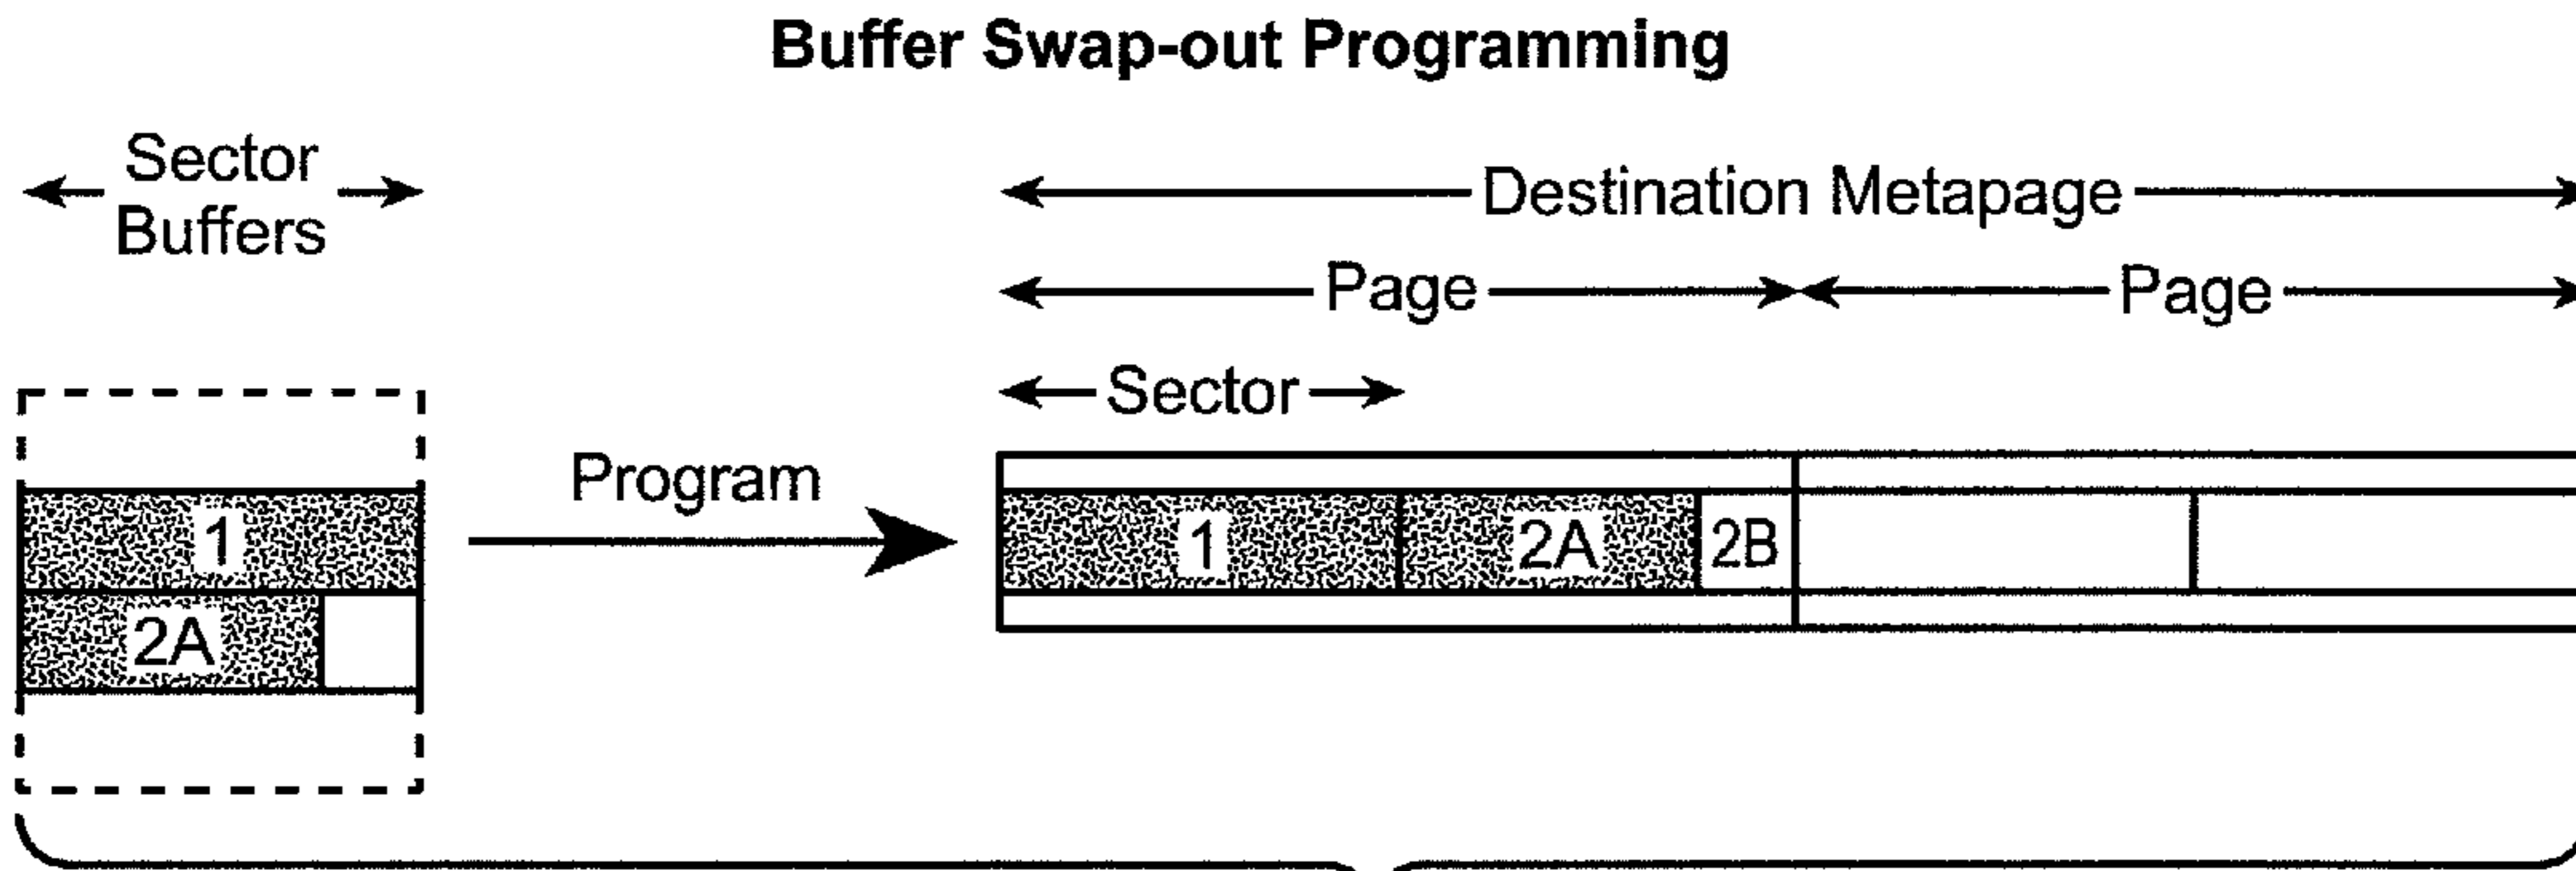 Buffer Swap-out Programming
Sector
Buffers
Destination Metapage
Page
Page
Sector
Program
1
2A
1
2A
2B